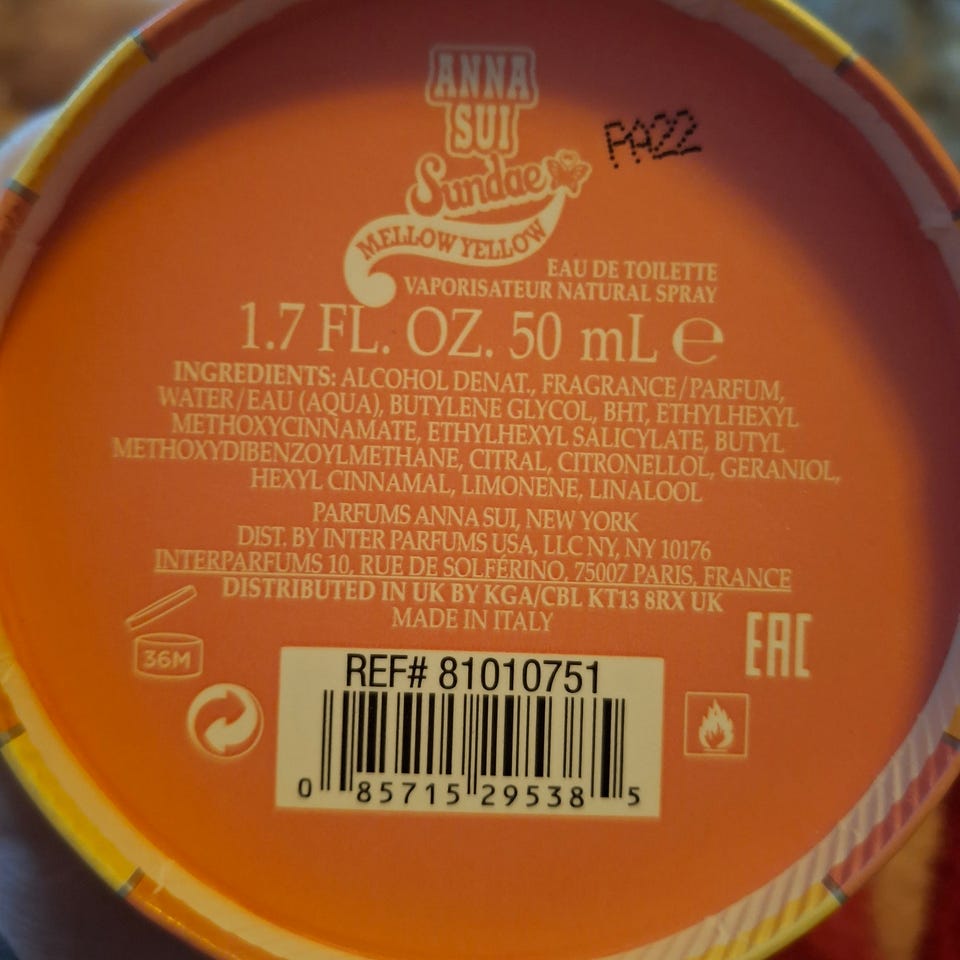 ANNA
SUI
Sundae
PA22
MELLOW YELLOW
EAU DE TOILETTE
VAPORISATEUR NATURAL SPRAY
1.7 FL. OZ. 50 mL ℮
INGREDIENTS: ALCOHOL DENAT., FRAGRANCE/PARFUM,
WATER/EAU (AQUA), BUTYLENE GLYCOL, BHT, ETHYLHEXYL
METHOXYCINNAMATE, ETHYLHEXYL SALICYLATE, BUTYL
METHOXYDIBENZOYLMETHANE, CITRAL, CITRONELLOL, GERANIOL,
HEXYL CINNAMAL, LIMONENE, LINALOOL
PARFUMS ANNA SUI, NEW YORK
DIST. BY INTER PARFUMS USA, LLC NY, NY 10176
INTERPARFUMS 10, RUE DE SOLFÉRINO, 75007 PARIS, FRANCE
DISTRIBUTED IN UK BY KGA/CBL KT13 8RX UK
MADE IN ITALY
36M
EAC
REF# 81010751
0 85715 29538 5